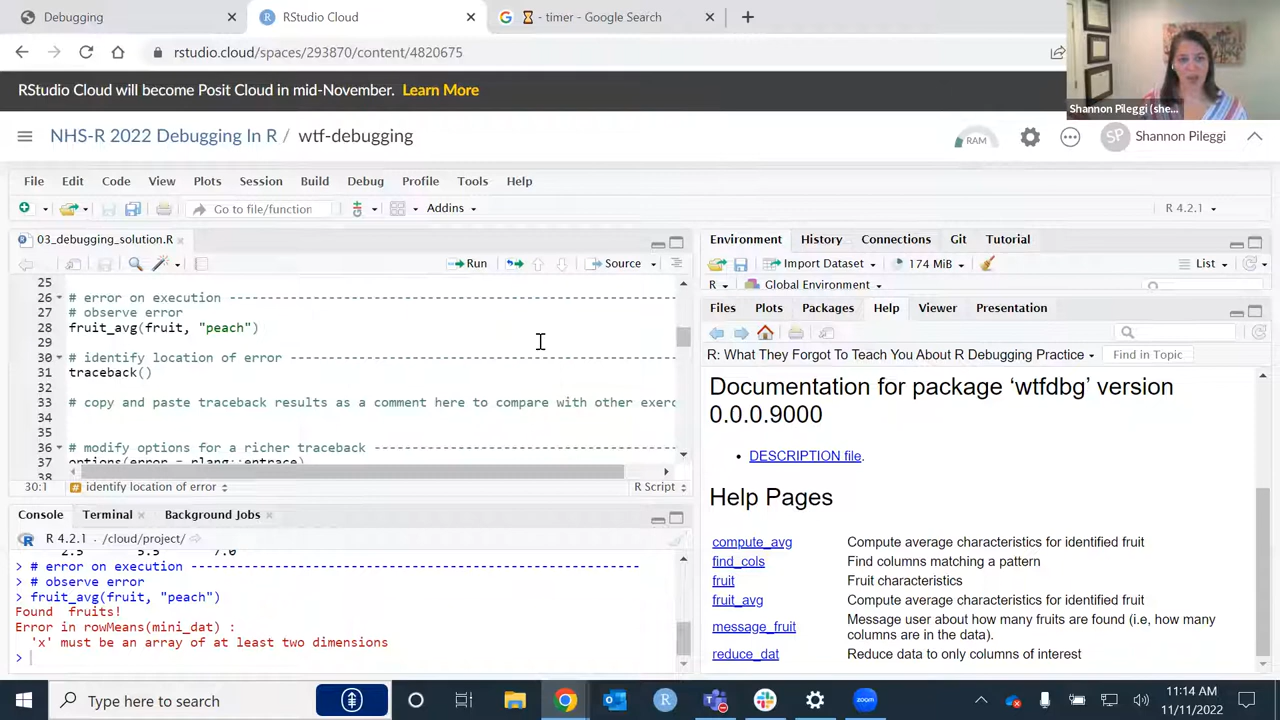 Debugging
RStudio Cloud
- timer - Google Search
rstudio.cloud/spaces/293870/content/4820675
RStudio Cloud will become Posit Cloud in mid-November. Learn More
Shannon Pileggi (she...
NHS-R 2022 Debugging In R / wtf-debugging
RAM
SP
Shannon Pileggi
File Edit Code View Plots Session Build Debug Profile Tools Help
Go to file/function
Addins
R 4.2.1
03_debugging_solution.R
Run
Source
25
26 # error on execution ------------------------------------------------
27 # observe error
28 fruit_avg(fruit, "peach")
29
30 # identify location of error ----------------------------------------
31 traceback()
32
33 # copy and paste traceback results as a comment here to compare with other exerc
34
35
36 # modify options for a richer traceback -----------------------------
37 options(error = rlang::entrace)
38
30:1 identify location of error R Script
Console Terminal Background Jobs
R 4.2.1 · /cloud/project/
2.5 5.5 7.0
> # error on execution ------------------------------------------------
> # observe error
> fruit_avg(fruit, "peach")
Found fruits!
Error in rowMeans(mini_dat) :
'x' must be an array of at least two dimensions
>
Environment History Connections Git Tutorial
Import Dataset 174 MiB List
R Global Environment
Files Plots Packages Help Viewer Presentation
R: What They Forgot To Teach You About R Debugging Practice Find in Topic
Documentation for package ‘wtfdbg’ version
0.0.0.9000
• DESCRIPTION file.
Help Pages
compute_avg Compute average characteristics for identified fruit
find_cols Find columns matching a pattern
fruit Fruit characteristics
fruit_avg Compute average characteristics for identified fruit
message_fruit Message user about how many fruits are found (i.e, how many
columns are in the data).
reduce_dat Reduce data to only columns of interest
Type here to search
zoom
11:14 AM
11/11/2022